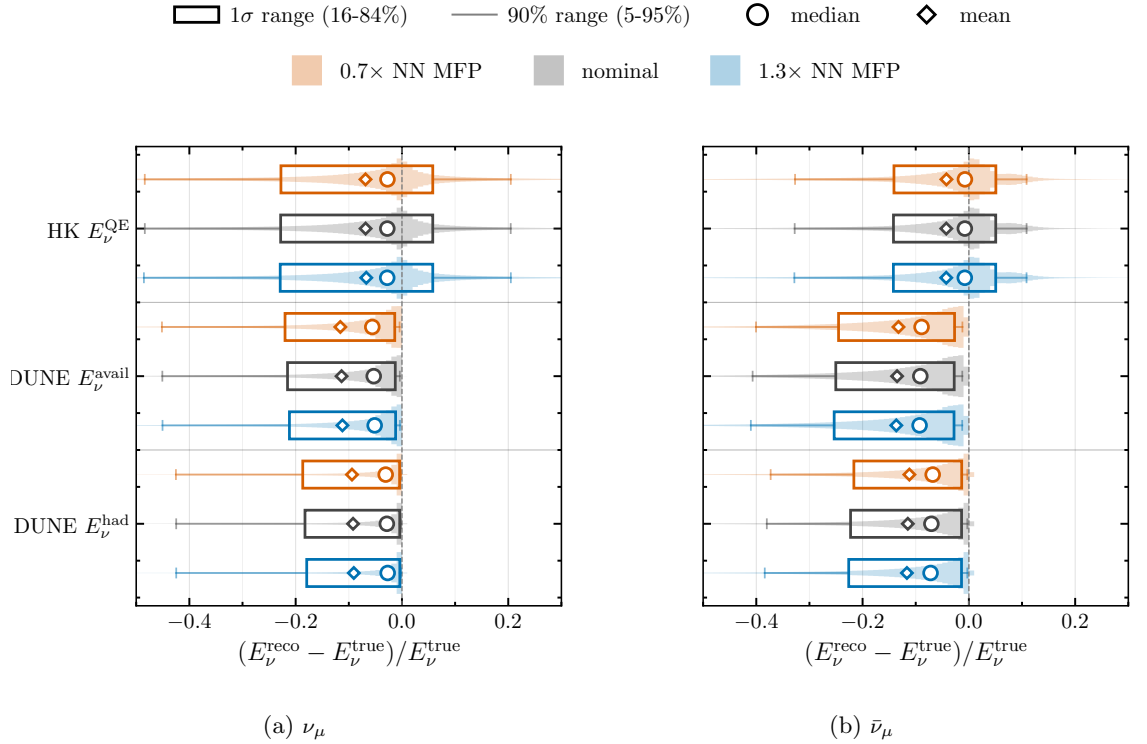 1σ range (16-84%) 90% range (5-95%) median mean
0.7× NN MFP nominal 1.3× NN MFP
HK E_ν^QE
DUNE E_ν^avail
DUNE E_ν^had
−0.4 −0.2 0.0 0.2
−0.4 −0.2 0.0 0.2
(E_ν^reco − E_ν^true)/E_ν^true
(E_ν^reco − E_ν^true)/E_ν^true
(a) ν_μ
(b) ν̄_μ